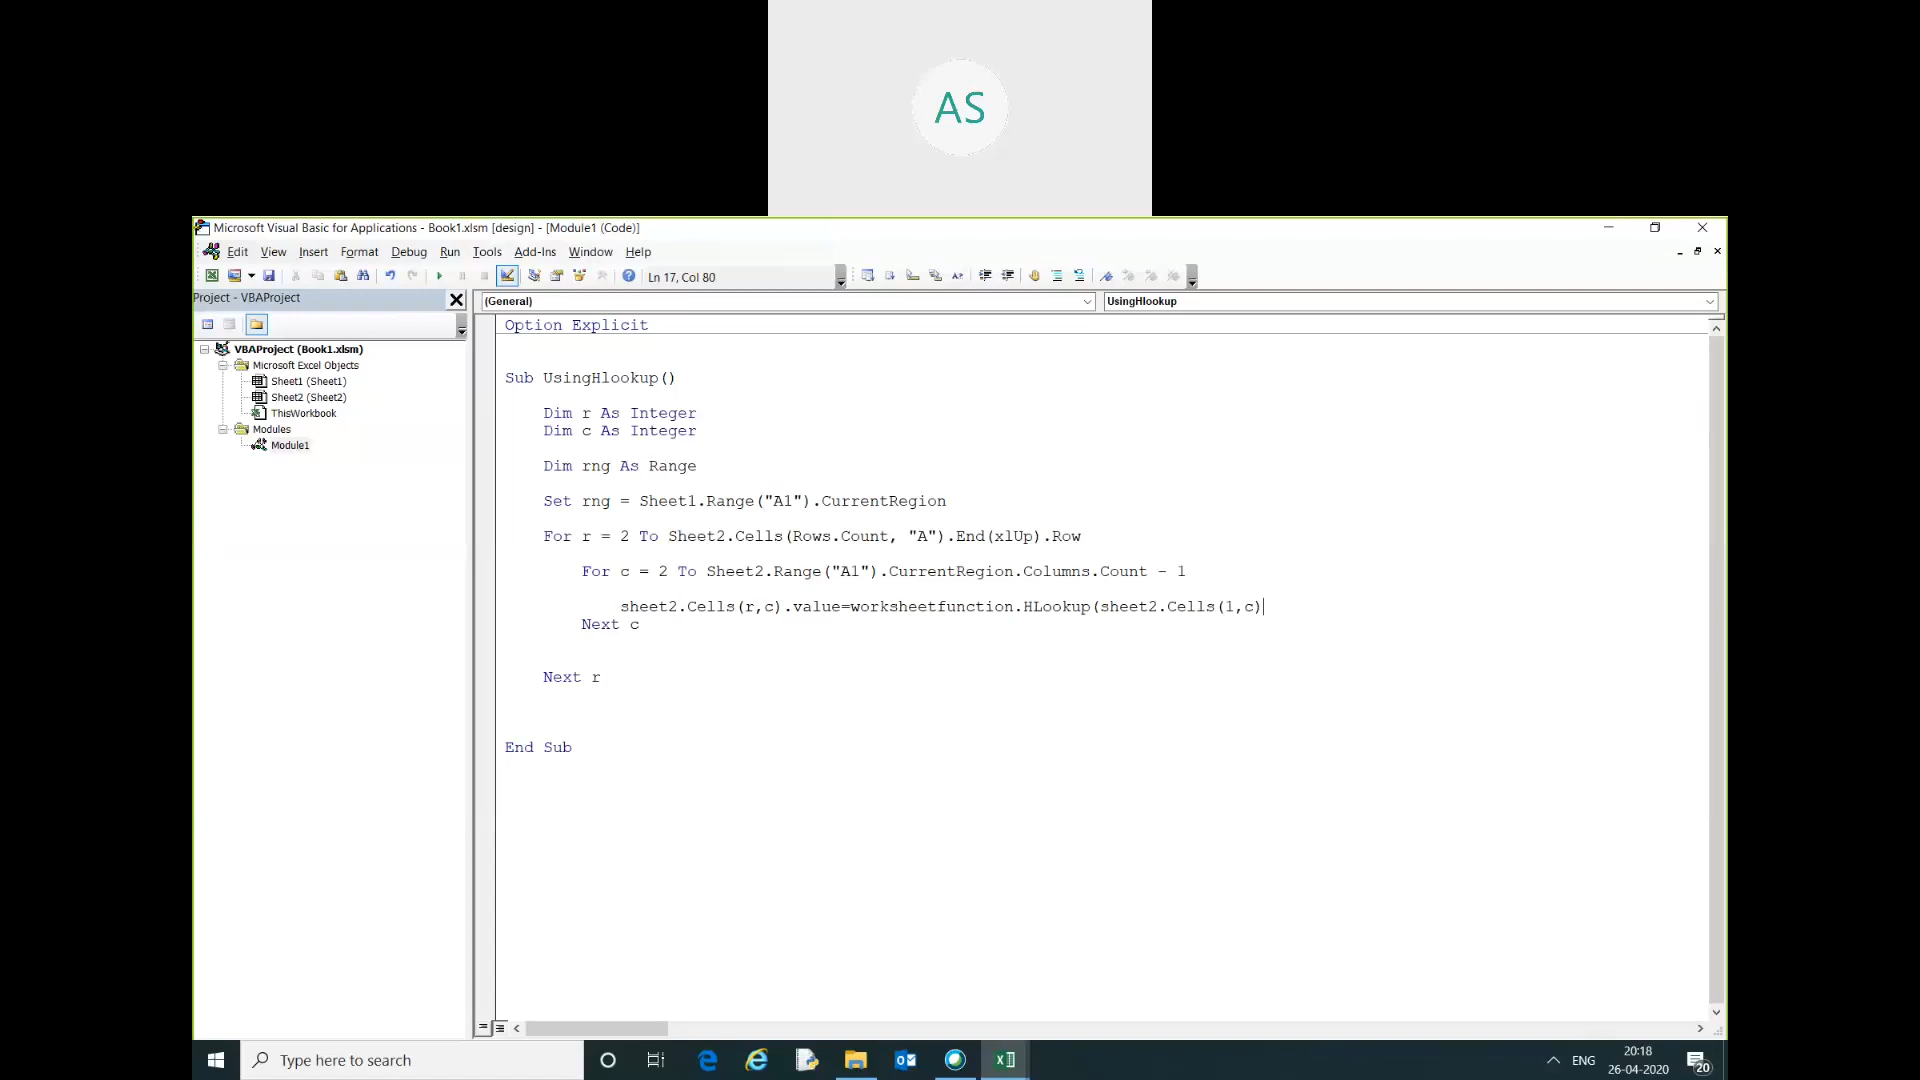 AS
Microsoft Visual Basic for Applications - Book1.xlsm [design] - [Module1 (Code)]
Edit View Insert Format Debug Run Tools Add-Ins Window Help
Ln 17, Col 80
Project - VBAProject
(General)
UsingHlookup
VBAProject (Book1.xlsm)
Microsoft Excel Objects
Sheet1 (Sheet1)
Sheet2 (Sheet2)
ThisWorkbook
Modules
Module1
Option Explicit
Sub UsingHlookup()
Dim r As Integer
Dim c As Integer
Dim rng As Range
Set rng = Sheet1.Range("A1").CurrentRegion
For r = 2 To Sheet2.Cells(Rows.Count, "A").End(xlUp).Row
For c = 2 To Sheet2.Range("A1").CurrentRegion.Columns.Count - 1
sheet2.Cells(r,c).value=worksheetfunction.HLookup(sheet2.Cells(1,c)
Next c
Next r
End Sub
Type here to search
ENG
20:18
26-04-2020
20